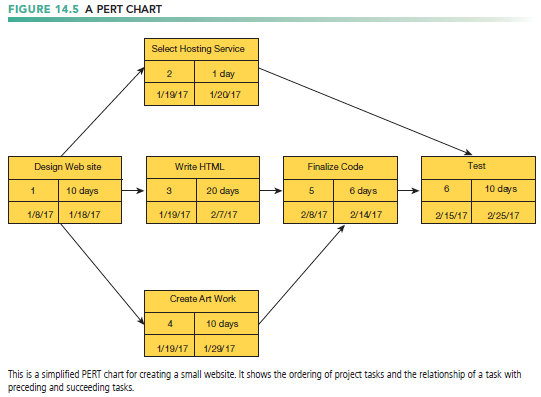 FIGURE 14.5 A PERT CHART
Select Hosting Service
2 1 day
1/19/17 1/20/17
Design Web site
1 10 days
1/8/17 1/18/17
Write HTML
3 20 days
1/19/17 2/7/17
Finalize Code
5 6 days
2/8/17 2/14/17
Test
6 10 days
2/15/17 2/25/17
Create Art Work
4 10 days
1/19/17 1/29/17
This is a simplified PERT chart for creating a small website. It shows the ordering of project tasks and the relationship of a task with
preceding and succeeding tasks.